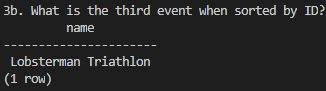 3b. What is the third event when sorted by ID?
name
----------------------
Lobsterman Triathlon
(1 row)